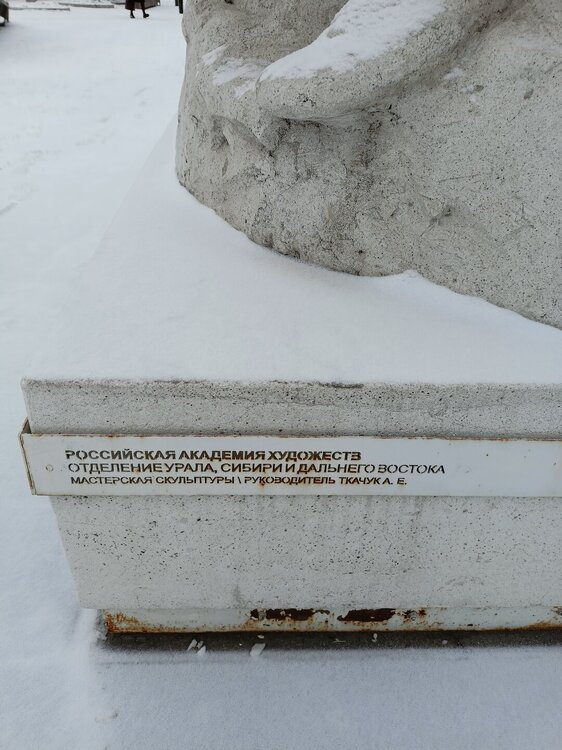 РОССИЙСКАЯ АКАДЕМИЯ ХУДОЖЕСТВ
ОТДЕЛЕНИЕ УРАЛА, СИБИРИ И ДАЛЬНЕГО ВОСТОКА
МАСТЕРСКАЯ СКУЛЬПТУРЫ \ РУКОВОДИТЕЛЬ ТКАЧУК А. Е.